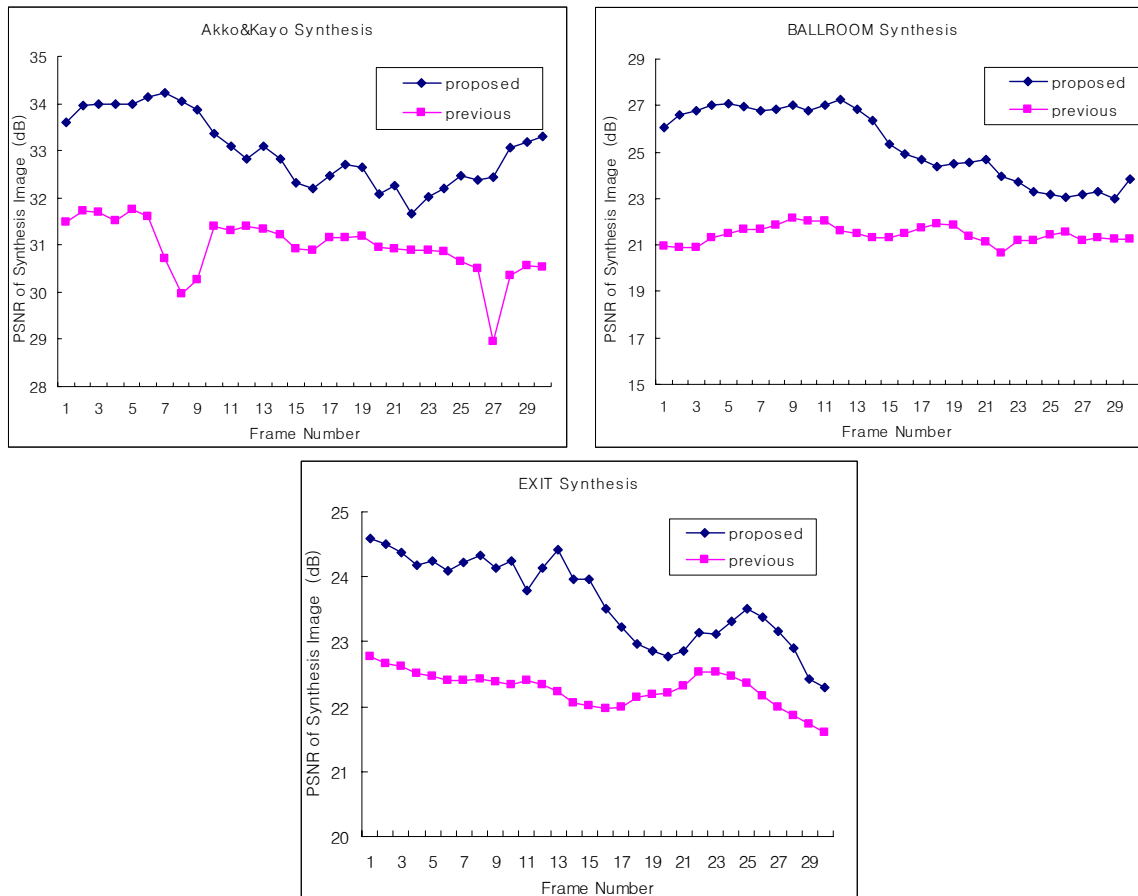 Akko&Kayo Synthesis
PSNR of Synthesis Image (dB)
35
34
33
32
31
30
29
28
proposed
previous
1 3 5 7 9 11 13 15 17 19 21 23 25 27 29
Frame Number
BALLROOM Synthesis
PSNR of Synthesis Image (dB)
29
27
25
23
21
19
17
15
proposed
previous
1 3 5 7 9 11 13 15 17 19 21 23 25 27 29
Frame Number
EXIT Synthesis
PSNR of Synthesis Image (dB)
25
24
23
22
21
20
proposed
previous
1 3 5 7 9 11 13 15 17 19 21 23 25 27 29
Frame Number